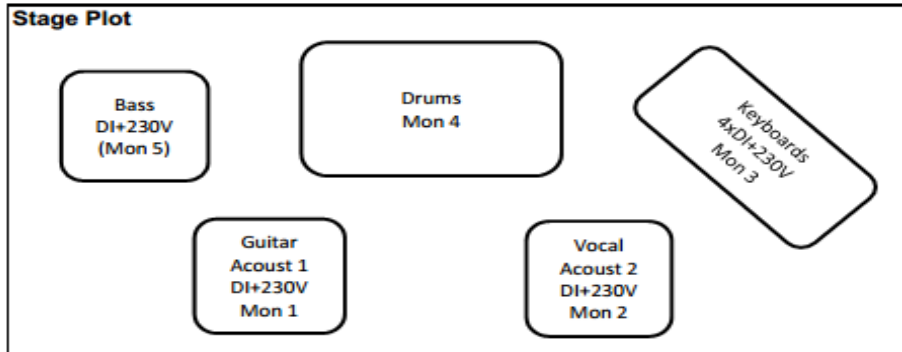 Stage Plot
Bass
DI+230V
(Mon 5)
Drums
Mon 4
Keyboards
4xDI+230V
Mon 3
Guitar
Acoust 1
DI+230V
Mon 1
Vocal
Acoust 2
DI+230V
Mon 2